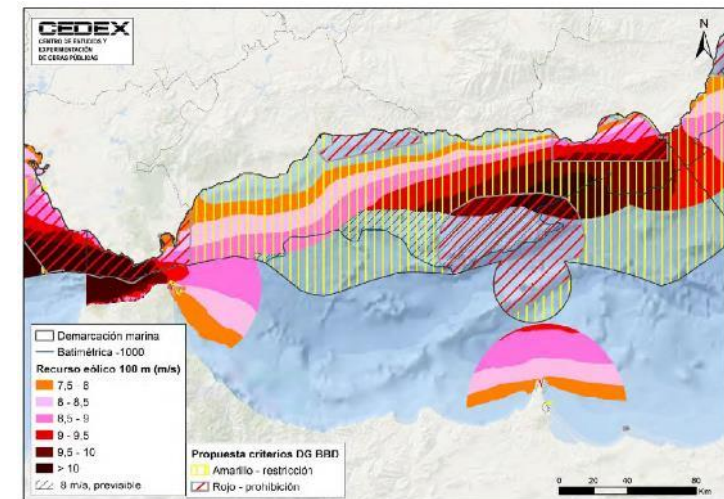 CEDEX
CENTRO DE ESTUDIOS Y
EXPERIMENTACIÓN
DE OBRAS PÚBLICAS
N
Demarcación marina
Batimétrica -1000
Recurso eólico 100 m (m/s)
7,5 - 8
8 - 8,5
8,5 - 9
9 - 9,5
9,5 - 10
> 10
8 m/s, previsible
Propuesta criterios DG BBD
Amarillo - restricción
Rojo - prohibición
0 20 40 80
Km